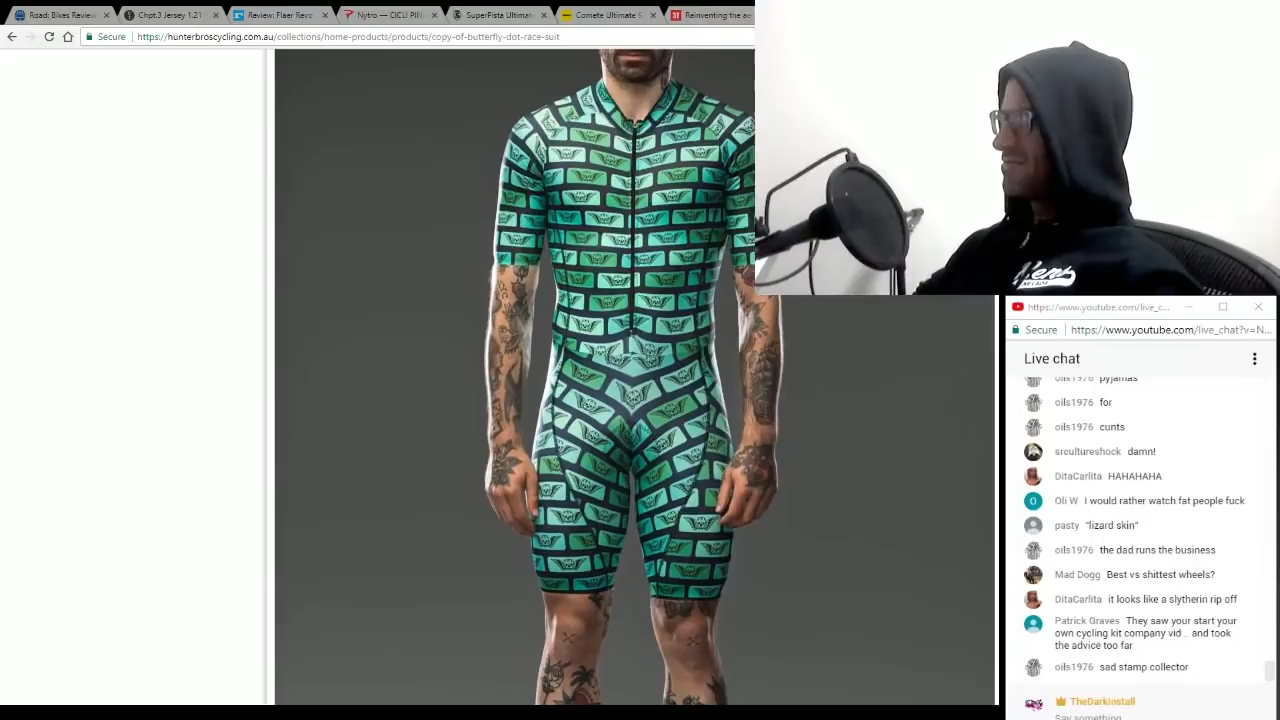 Road: Bikes Review
Chpt.3 Jersey 1.21
Review: Flaer Revo
Nytro — CICLI PIN
SuperPista Ultimate
Comete Ultimate S
Reinventing the ae
Secure
https://hunterbroscycling.com.au/collections/home-products/products/copy-of-butterfly-dot-race-suit
https://www.youtube.com/live_c...
Secure
https://www.youtube.com/live_chat?v=N...
Live chat
oils1976 pyjamas
oils1976 for
oils1976 cunts
srcultureshock damn!
DitaCarlita HAHAHAHA
Oli W I would rather watch fat people fuck
pasty "lizard skin"
oils1976 the dad runs the business
Mad Dogg Best vs shittest wheels?
DitaCarlita it looks like a slytherin rip off
Patrick Graves They saw your start your
own cycling kit company vid .. and took
the advice too far
oils1976 sad stamp collector
TheDarkInstall
Say something...